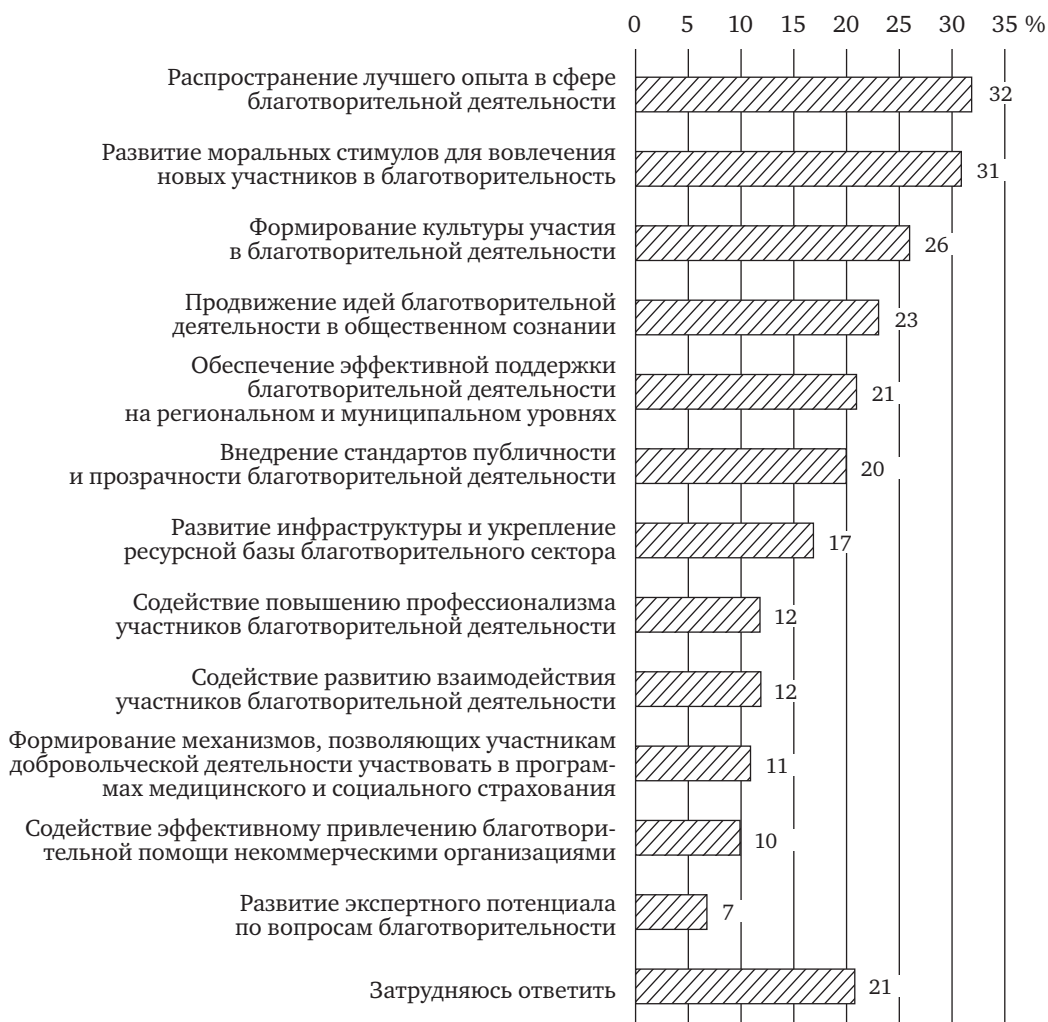 0 5 10 15 20 25 30 35 %
Распространение лучшего опыта в сфере
благотворительной деятельности
32
Развитие моральных стимулов для вовлечения
новых участников в благотворительность
31
Формирование культуры участия
в благотворительной деятельности
26
Продвижение идей благотворительной
деятельности в общественном сознании
23
Обеспечение эффективной поддержки
благотворительной деятельности
на региональном и муниципальном уровнях
21
Внедрение стандартов публичности
и прозрачности благотворительной деятельности
20
Развитие инфраструктуры и укрепление
ресурсной базы благотворительного сектора
17
Содействие повышению профессионализма
участников благотворительной деятельности
12
Содействие развитию взаимодействия
участников благотворительной деятельности
12
Формирование механизмов, позволяющих участникам
добровольческой деятельности участвовать в програм-
мах медицинского и социального страхования
11
Содействие эффективному привлечению благотвори-
тельной помощи некоммерческими организациями
10
Развитие экспертного потенциала
по вопросам благотворительности
7
Затрудняюсь ответить
21